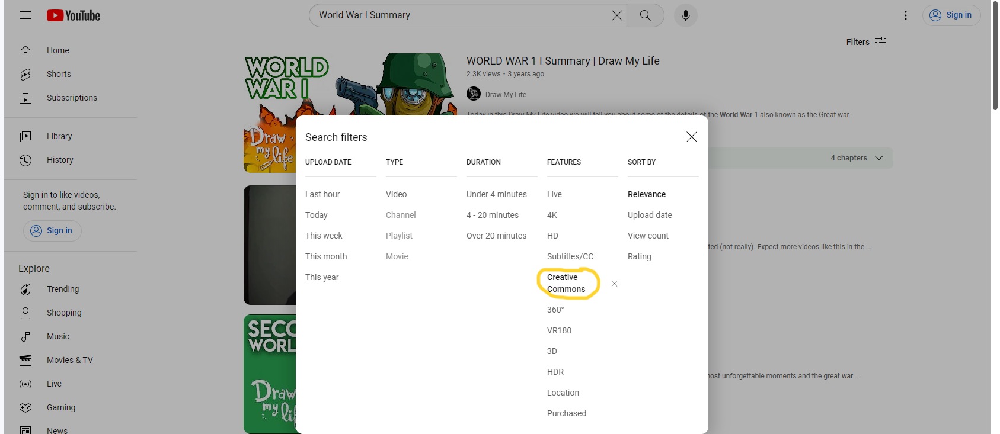 YouTube
World War I Summary
Sign in
Filters
Home
Shorts
Subscriptions
Library
History
Sign in to like videos,
comment, and subscribe.
Sign in
Explore
Trending
Shopping
Music
Movies & TV
Live
Gaming
News
WORLD
WAR I
Draw
my
life
WORLD WAR 1 I Summary | Draw My Life
2.3K views • 3 years ago
Draw My Life
Today in this Draw My Life video we will tell you about some of the details of the World War 1 also known as the Great war.
4 chapters
ted (not really). Expect more videos like this in the ...
SECO
WORL
Draw
my li
most unforgettable moments and the great war ...
Search filters
UPLOAD DATE
Last hour
Today
This week
This month
This year
TYPE
Video
Channel
Playlist
Movie
DURATION
Under 4 minutes
4 - 20 minutes
Over 20 minutes
FEATURES
Live
4K
HD
Subtitles/CC
Creative
Commons
360°
VR180
3D
HDR
Location
Purchased
SORT BY
Relevance
Upload date
View count
Rating